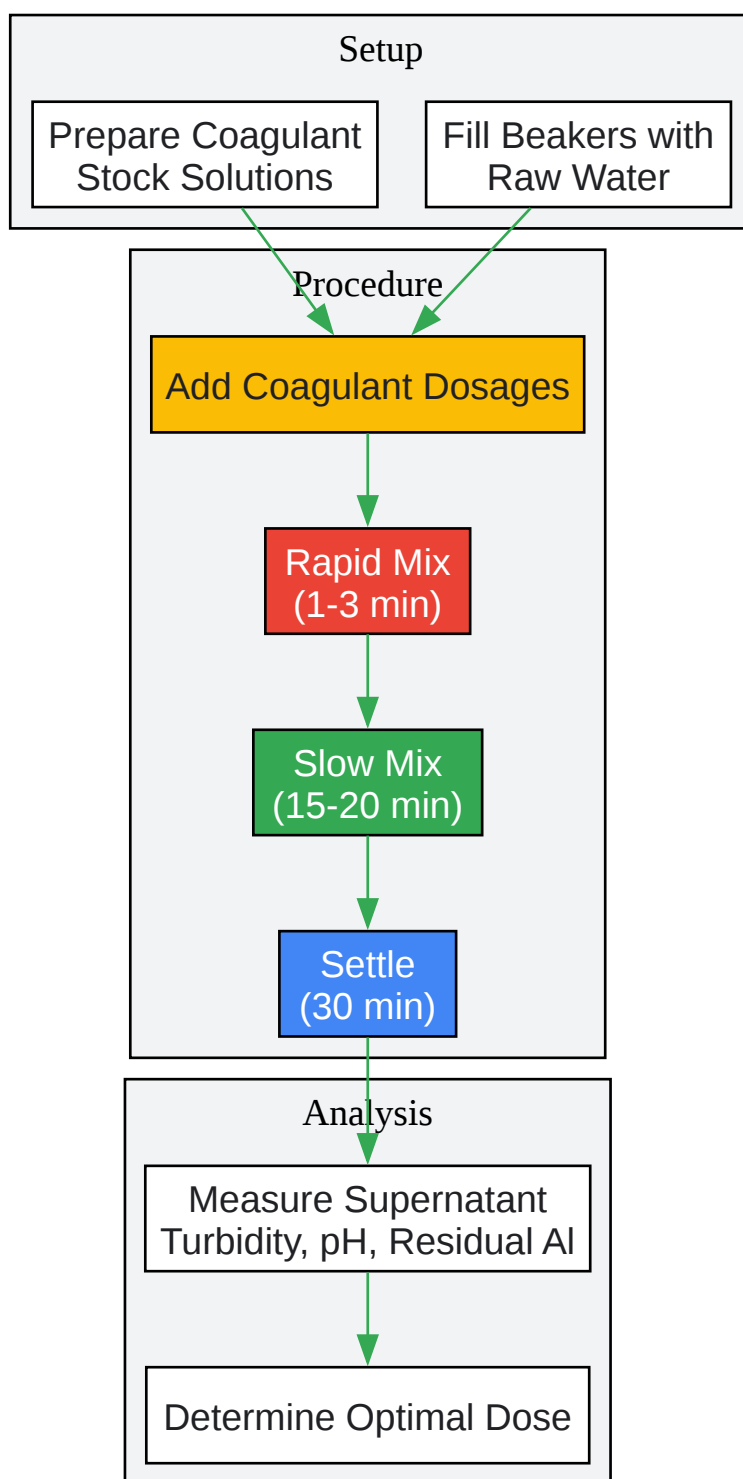 Setup
Prepare Coagulant
Stock Solutions
Fill Beakers with
Raw Water
Procedure
Add Coagulant Dosages
Rapid Mix
(1-3 min)
Slow Mix
(15-20 min)
Settle
(30 min)
Analysis
Measure Supernatant
Turbidity, pH, Residual Al
Determine Optimal Dose